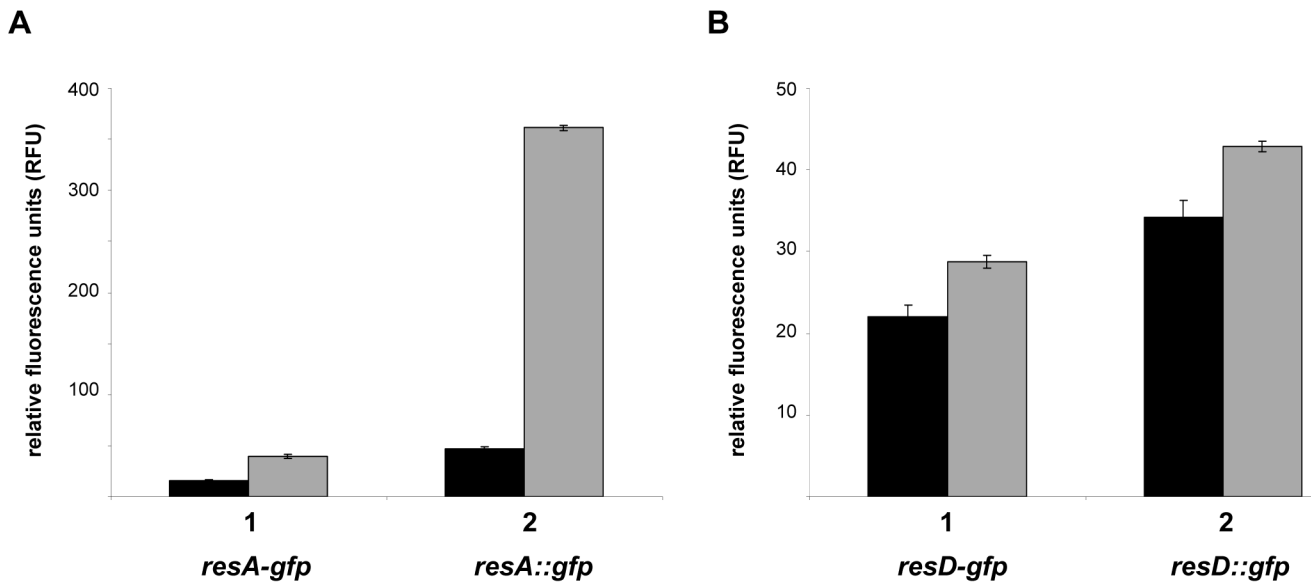 A
B
relative fluorescence units (RFU)
400
300
200
100
1
2
resA-gfp
resA::gfp
relative fluorescence units (RFU)
50
40
30
20
10
1
2
resD-gfp
resD::gfp